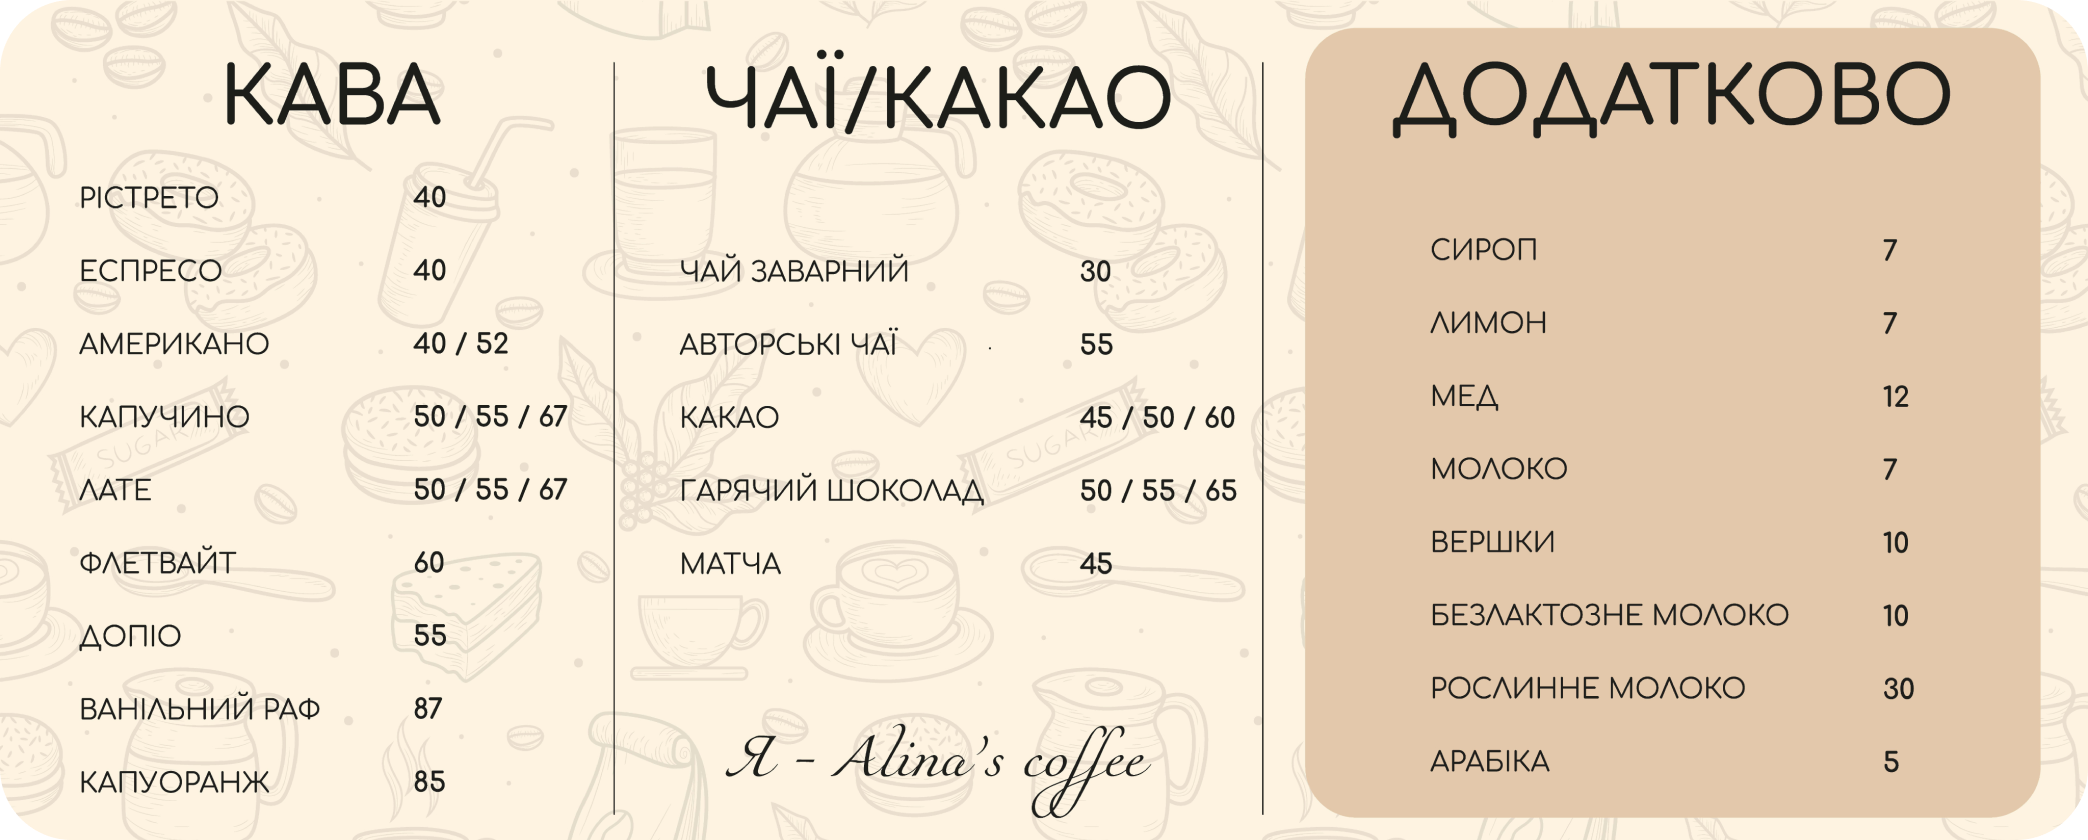 КАВА
РІСТРЕТО 40
ЕСПРЕСО 40
АМЕРИКАНО 40 / 52
КАПУЧИНО 50 / 55 / 67
ЛАТЕ 50 / 55 / 67
ФЛЕТВАЙТ 60
ДОПІО 55
ВАНІЛЬНИЙ РАФ 87
КАПУОРАНЖ 85
ЧАЇ/КАКАО
ЧАЙ ЗАВАРНИЙ 30
АВТОРСЬКІ ЧАЇ 55
КАКАО 45 / 50 / 60
ГАРЯЧИЙ ШОКОЛАД 50 / 55 / 65
МАТЧА 45
Я - Alina's coffee
ДОДАТКОВО
СИРОП 7
ЛИМОН 7
МЕД 12
МОЛОКО 7
ВЕРШКИ 10
БЕЗЛАКТОЗНЕ МОЛОКО 10
РОСЛИННЕ МОЛОКО 30
АРАБІКА 5
SUGAR
SUGAR